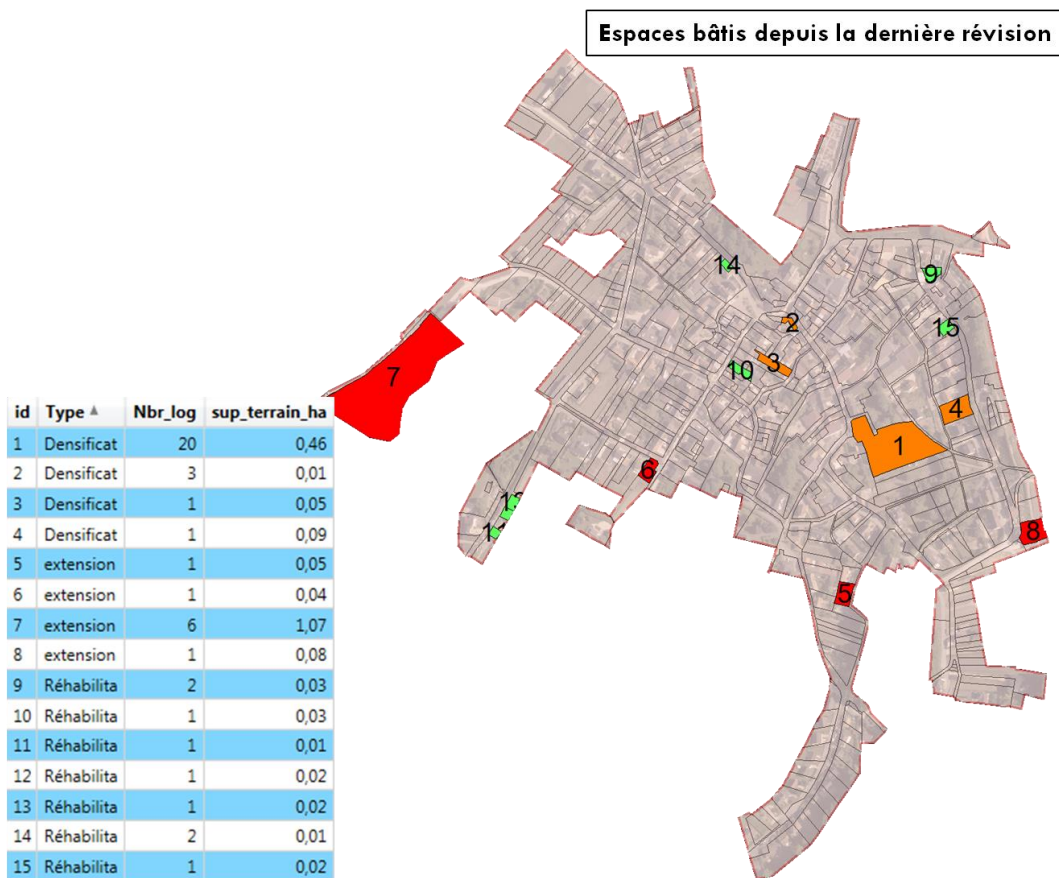 Espaces bâtis depuis la dernière révision
14
9
2
15
3
10
7
4
1
6
13
11
8
5
id Type Nbr_log sup_terrain_ha
1 Densificat 20 0,46
2 Densificat 3 0,01
3 Densificat 1 0,05
4 Densificat 1 0,09
5 extension 1 0,05
6 extension 1 0,04
7 extension 6 1,07
8 extension 1 0,08
9 Réhabilita 2 0,03
10 Réhabilita 1 0,03
11 Réhabilita 1 0,01
12 Réhabilita 1 0,02
13 Réhabilita 1 0,02
14 Réhabilita 2 0,01
15 Réhabilita 1 0,02